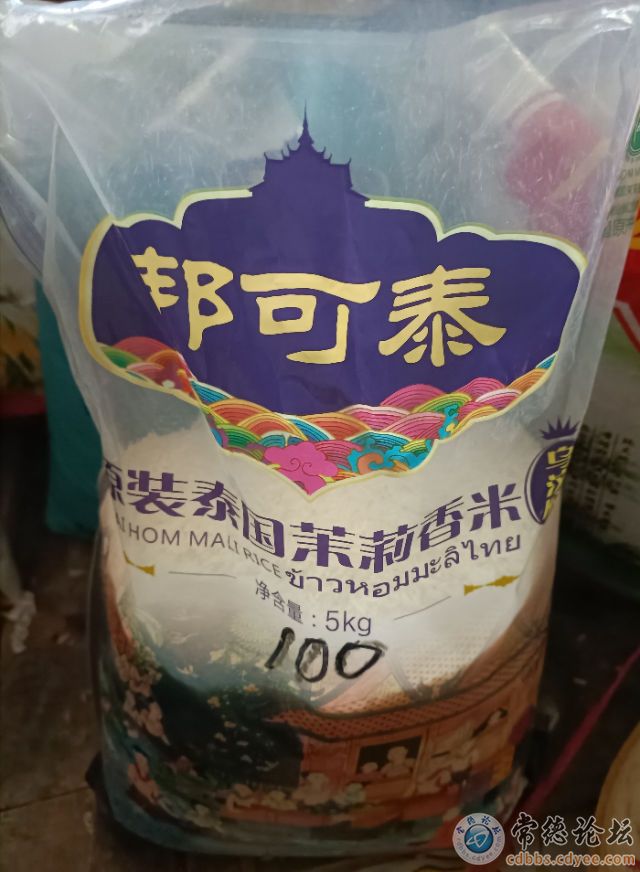 邦可泰
原装泰国茉莉香米
AI HOM MALI RICE ข้าวหอมมะลิไทย
净含量：5kg
100
常德论坛
cdbbs.cdyee.com